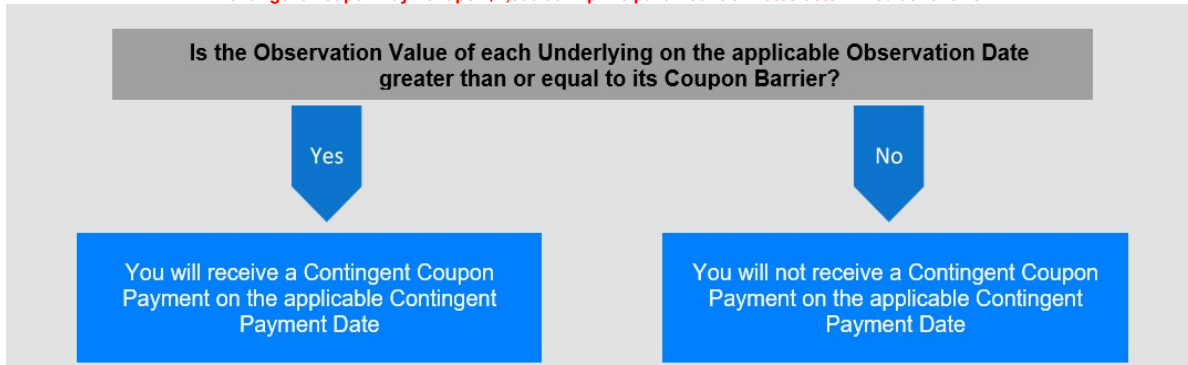 Is the Observation Value of each Underlying on the applicable Observation Date
greater than or equal to its Coupon Barrier?
Yes
No
You will receive a Contingent Coupon
Payment on the applicable Contingent
Payment Date
You will not receive a Contingent Coupon
Payment on the applicable Contingent
Payment Date